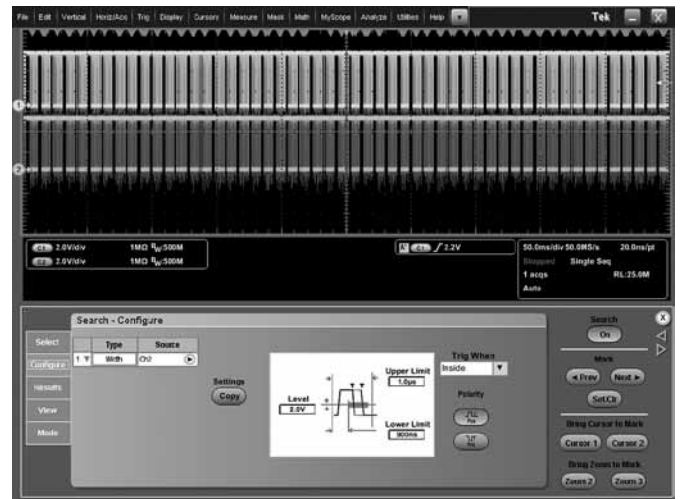 File Edit Vertical Horiz/Acq Trig Display Cursors Measure Mask Math MyScope Analyze Utilities Help Tek
1
2
C1 2.0V/div 1MΩ BW:500M
C2 2.0V/div 1MΩ BW:500M
A C1 2.2V
50.0ms/div 50.0MS/s 20.0ns/pt
Stopped Single Seq
1 acqs RL:25.0M
Auto
Search - Configure
Select
Configure
Results
View
Mode
Type Source
1 Width Ch2
Settings
Copy
Level
2.0V
Upper Limit
1.0µs
Lower Limit
900ns
Trig When
Inside
Polarity
Pos
Neg
Search
On
Mark
Prev Next
Set/Clr
Bring Cursor to Mark
Cursor 1 Cursor 2
Bring Zoom to Mark
Zoom 2 Zoom 3